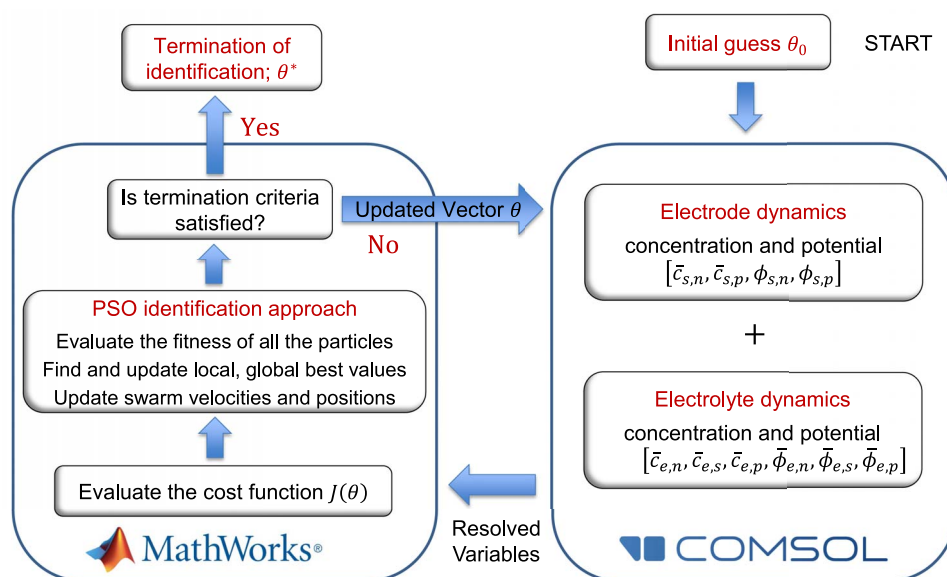 Termination of
identification; θ*
Yes
Is termination criteria
satisfied?
PSO identification approach
Evaluate the fitness of all the particles
Find and update local, global best values
Update swarm velocities and positions
Evaluate the cost function J(θ)
MathWorks®
Updated Vector θ
No
Resolved
Variables
Initial guess θ₀
START
Electrode dynamics
concentration and potential
[c̄ₛ,ₙ, c̄ₛ,ₚ, ϕₛ,ₙ, ϕₛ,ₚ]
+
Electrolyte dynamics
concentration and potential
[c̄ₑ,ₙ, c̄ₑ,ₛ, c̄ₑ,ₚ, ϕ̄ₑ,ₙ, ϕ̄ₑ,ₛ, ϕ̄ₑ,ₚ]
COMSOL